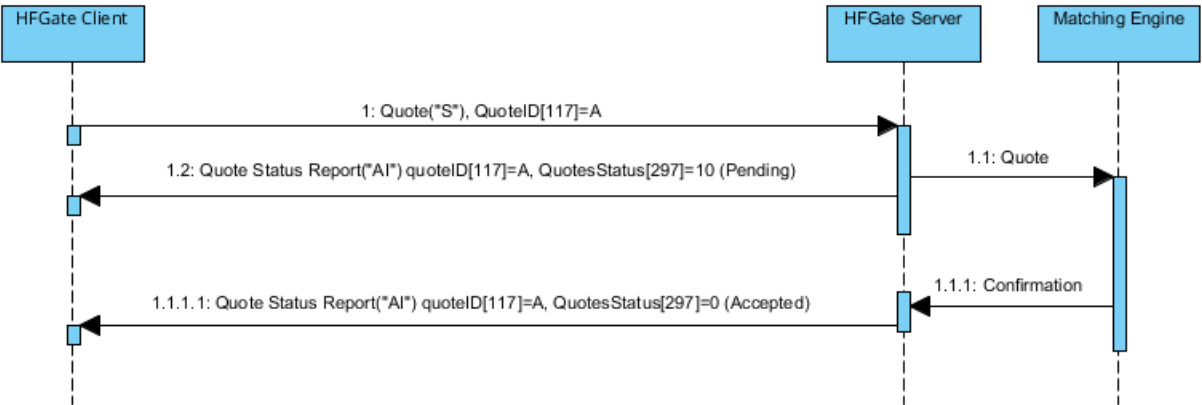 HFGate Client
HFGate Server
Matching Engine
1: Quote("S"), QuoteID[117]=A
1.1: Quote
1.2: Quote Status Report("AI") quoteID[117]=A, QuotesStatus[297]=10 (Pending)
1.1.1: Confirmation
1.1.1.1: Quote Status Report("AI") quoteID[117]=A, QuotesStatus[297]=0 (Accepted)